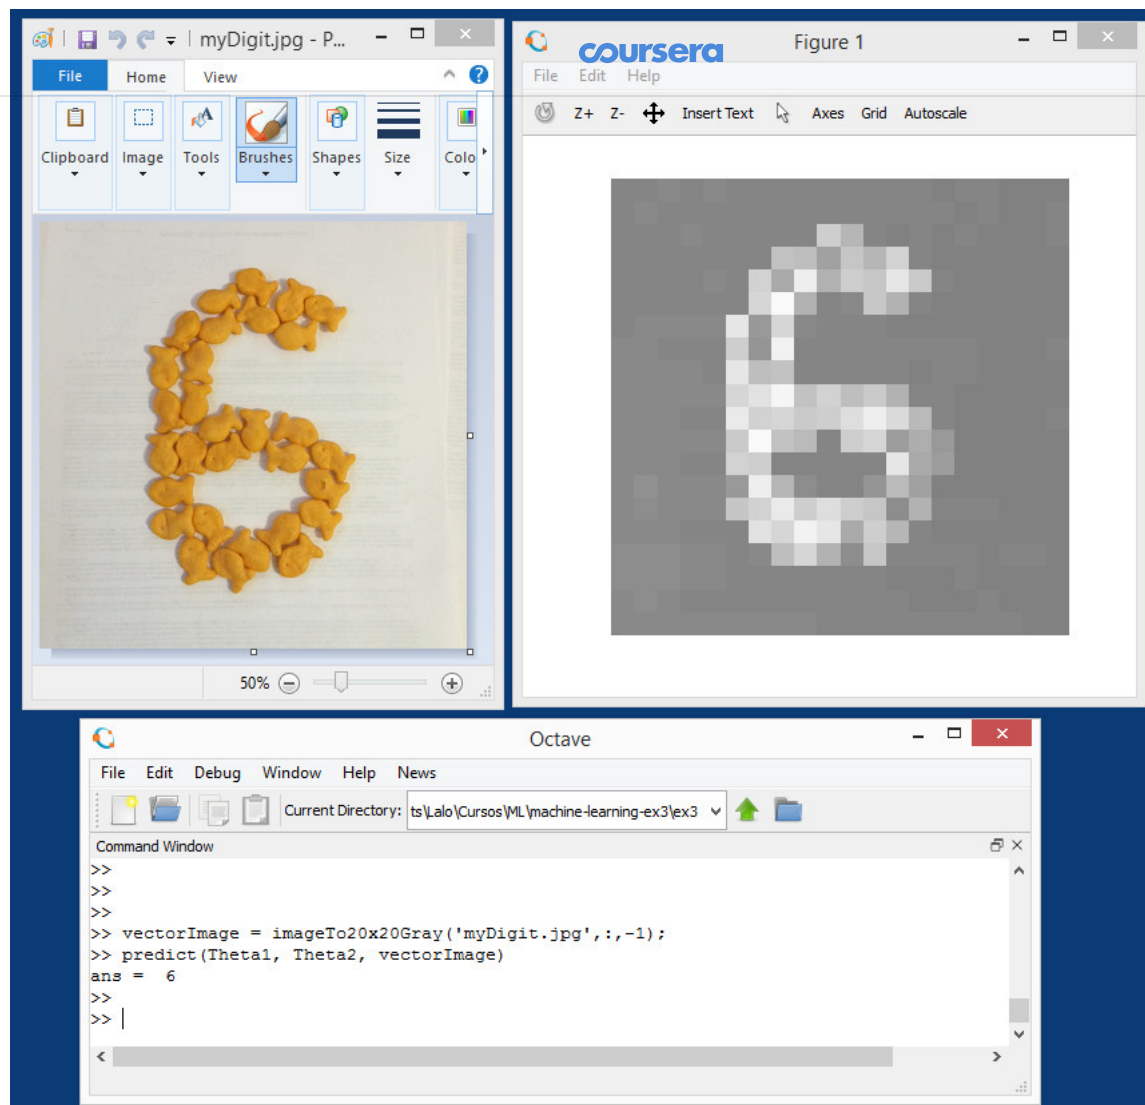 myDigit.jpg - P...
File Home View
Clipboard Image Tools Brushes Shapes Size Colo
50%
coursera
Figure 1
File Edit Help
Z+ Z- Insert Text Axes Grid Autoscale
Octave
File Edit Debug Window Help News
Current Directory: ts\Lalo\Cursos\ML\machine-learning-ex3\ex3
Command Window
>>
>>
>>
>> vectorImage = imageTo20x20Gray('myDigit.jpg',:,-1);
>> predict(Theta1, Theta2, vectorImage)
ans = 6
>>
>>